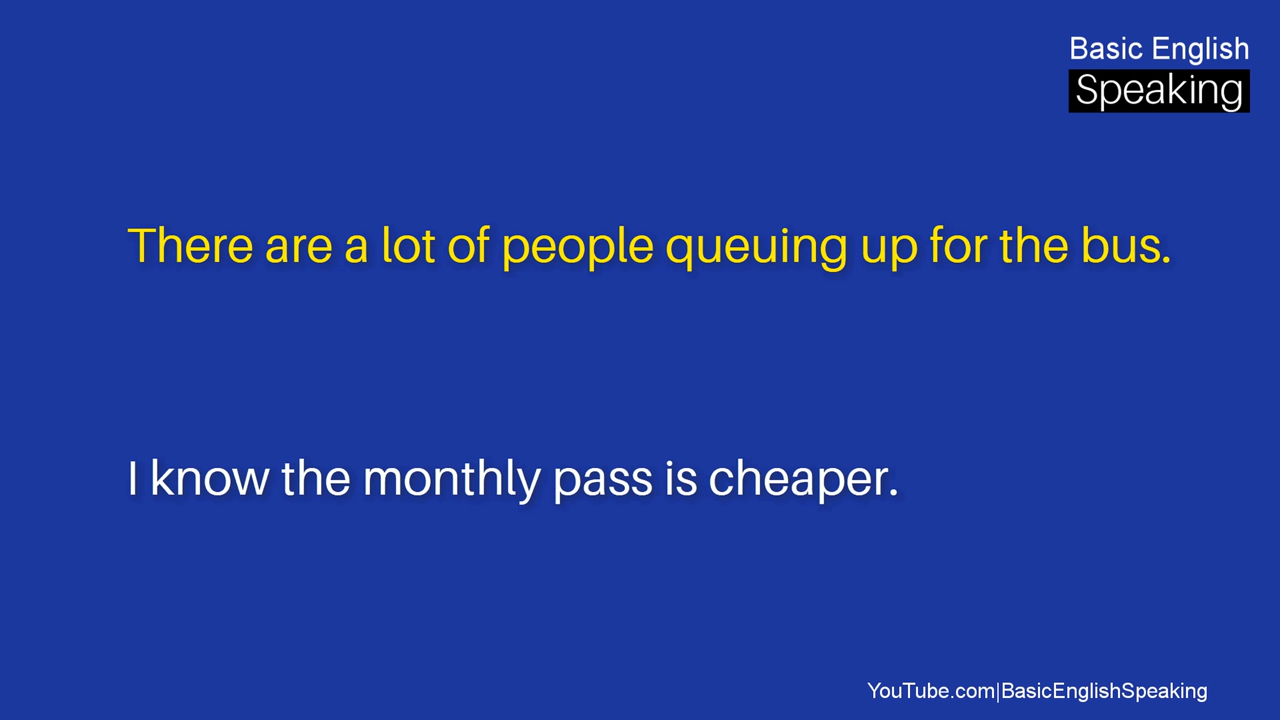 Basic English
Speaking
There are a lot of people queuing up for the bus.
I know the monthly pass is cheaper.
YouTube.com|BasicEnglishSpeaking